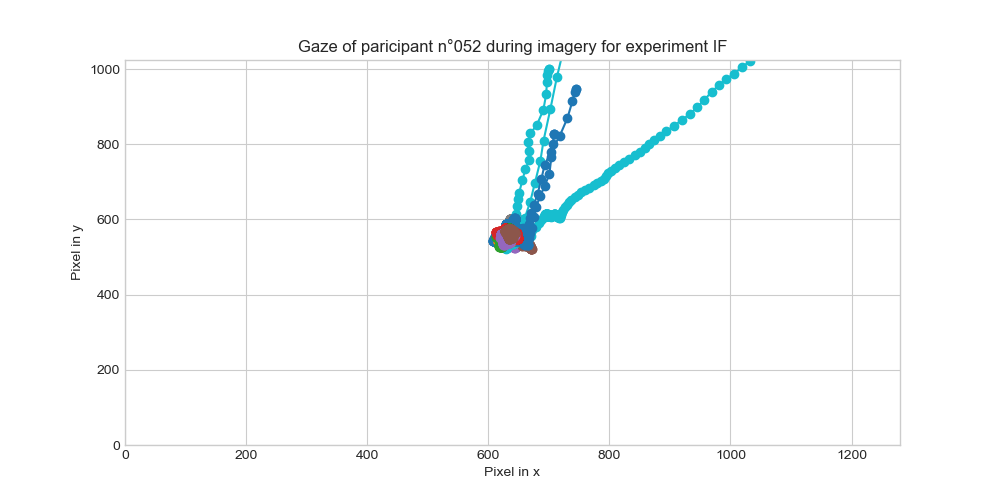 Gaze of paricipant n°052 during imagery for experiment IF
Pixel in y
1000
800
600
400
200
0
0 200 400 600 800 1000 1200
Pixel in x